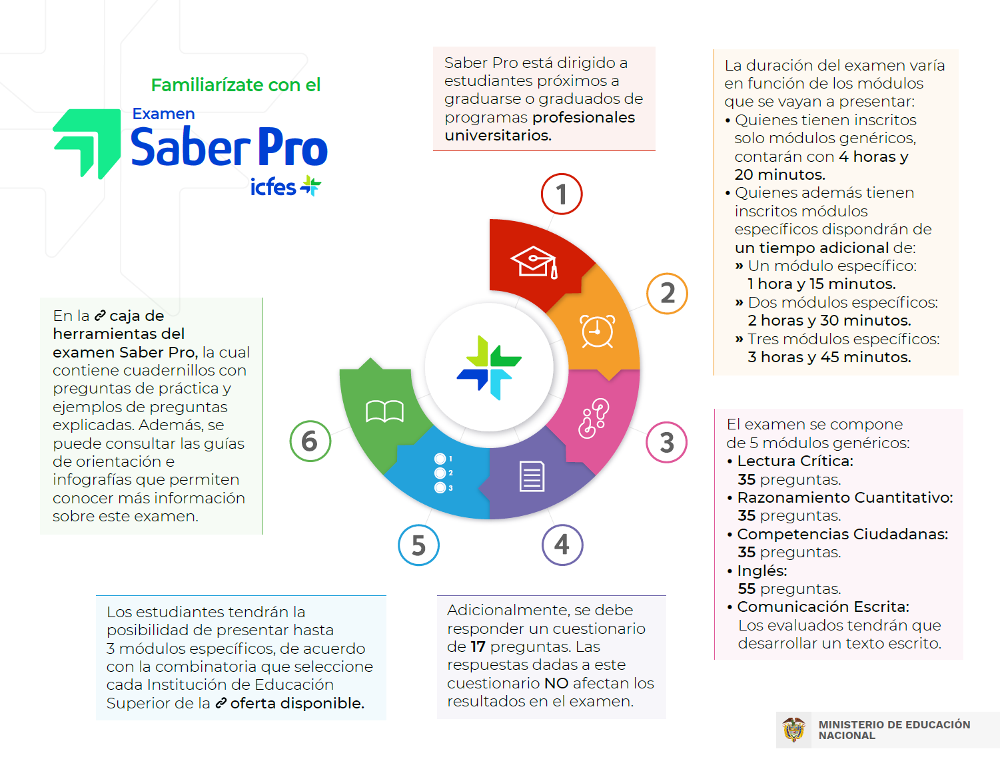 Familiarízate con el
Examen
Saber Pro
icfes
Saber Pro está dirigido a
estudiantes próximos a
graduarse o graduados de
programas profesionales
universitarios.
1
La duración del examen varía
en función de los módulos
que se vayan a presentar:
• Quienes tienen inscritos
solo módulos genéricos,
contarán con 4 horas y
20 minutos.
• Quienes además tienen
inscritos módulos
específicos dispondrán de
un tiempo adicional de:
» Un módulo específico:
1 hora y 15 minutos.
» Dos módulos específicos:
2 horas y 30 minutos.
» Tres módulos específicos:
3 horas y 45 minutos.
2
El examen se compone
de 5 módulos genéricos:
• Lectura Crítica:
35 preguntas.
• Razonamiento Cuantitativo:
35 preguntas.
• Competencias Ciudadanas:
35 preguntas.
• Inglés:
55 preguntas.
• Comunicación Escrita:
Los evaluados tendrán que
desarrollar un texto escrito.
3
4
Adicionalmente, se debe
responder un cuestionario
de 17 preguntas. Las
respuestas dadas a este
cuestionario NO afectan los
resultados en el examen.
1
2
3
5
Los estudiantes tendrán la
posibilidad de presentar hasta
3 módulos específicos, de acuerdo
con la combinatoria que seleccione
cada Institución de Educación
Superior de la oferta disponible.
6
En la caja de
herramientas del
examen Saber Pro, la cual
contiene cuadernillos con
preguntas de práctica y
ejemplos de preguntas
explicadas. Además, se
puede consultar las guías
de orientación e
infografías que permiten
conocer más información
sobre este examen.
MINISTERIO DE EDUCACIÓN
NACIONAL